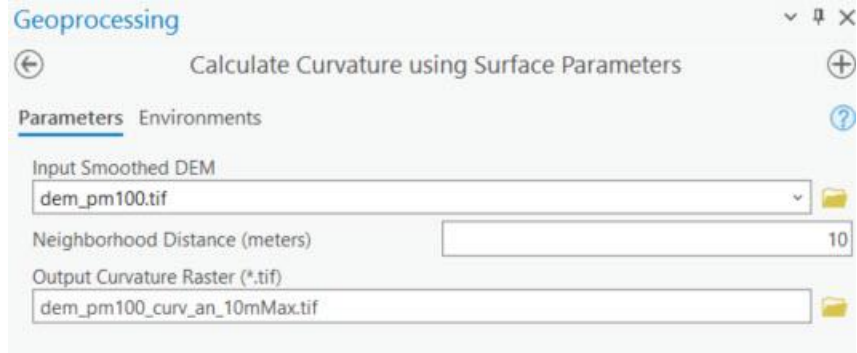 Geoprocessing
Calculate Curvature using Surface Parameters
Parameters Environments
Input Smoothed DEM
dem_pm100.tif
Neighborhood Distance (meters) 10
Output Curvature Raster (*.tif)
dem_pm100_curv_an_10mMax.tif